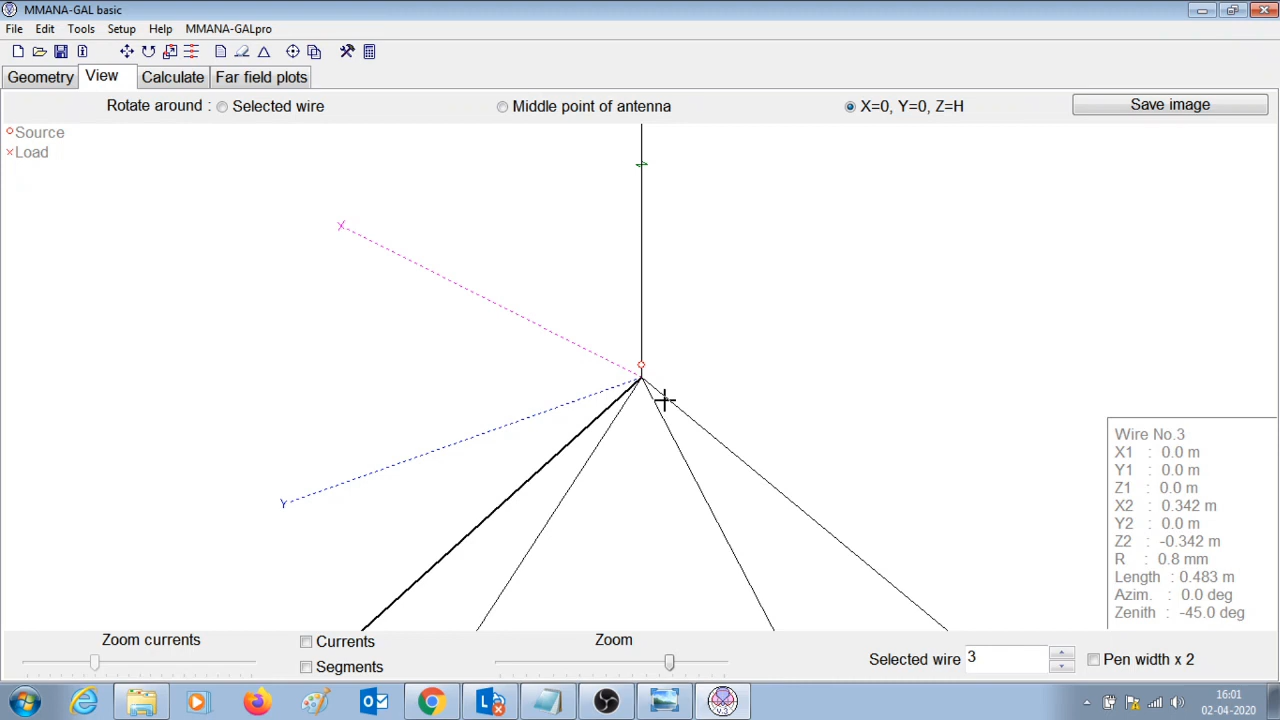 MMANA-GAL basic
File Edit Tools Setup Help MMANA-GALpro
Geometry View Calculate Far field plots
Rotate around : Selected wire Middle point of antenna X=0, Y=0, Z=H Save image
Source
Load
X
Y
Wire No.3
X1 : 0.0 m
Y1 : 0.0 m
Z1 : 0.0 m
X2 : 0.342 m
Y2 : 0.0 m
Z2 : -0.342 m
R : 0.8 mm
Length : 0.483 m
Azim. : 0.0 deg
Zenith : -45.0 deg
Zoom currents Currents Zoom
Segments Selected wire 3 Pen width x 2
16:01
02-04-2020